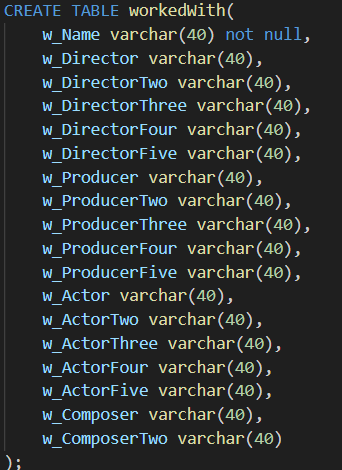 CREATE TABLE workedWith(
    w_Name varchar(40) not null,
    w_Director varchar(40),
    w_DirectorTwo varchar(40),
    w_DirectorThree varchar(40),
    w_DirectorFour varchar(40),
    w_DirectorFive varchar(40),
    w_Producer varchar(40),
    w_ProducerTwo varchar(40),
    w_ProducerThree varchar(40),
    w_ProducerFour varchar(40),
    w_ProducerFive varchar(40),
    w_Actor varchar(40),
    w_ActorTwo varchar(40),
    w_ActorThree varchar(40),
    w_ActorFour varchar(40),
    w_ActorFive varchar(40),
    w_Composer varchar(40),
    w_ComposerTwo varchar(40)
);